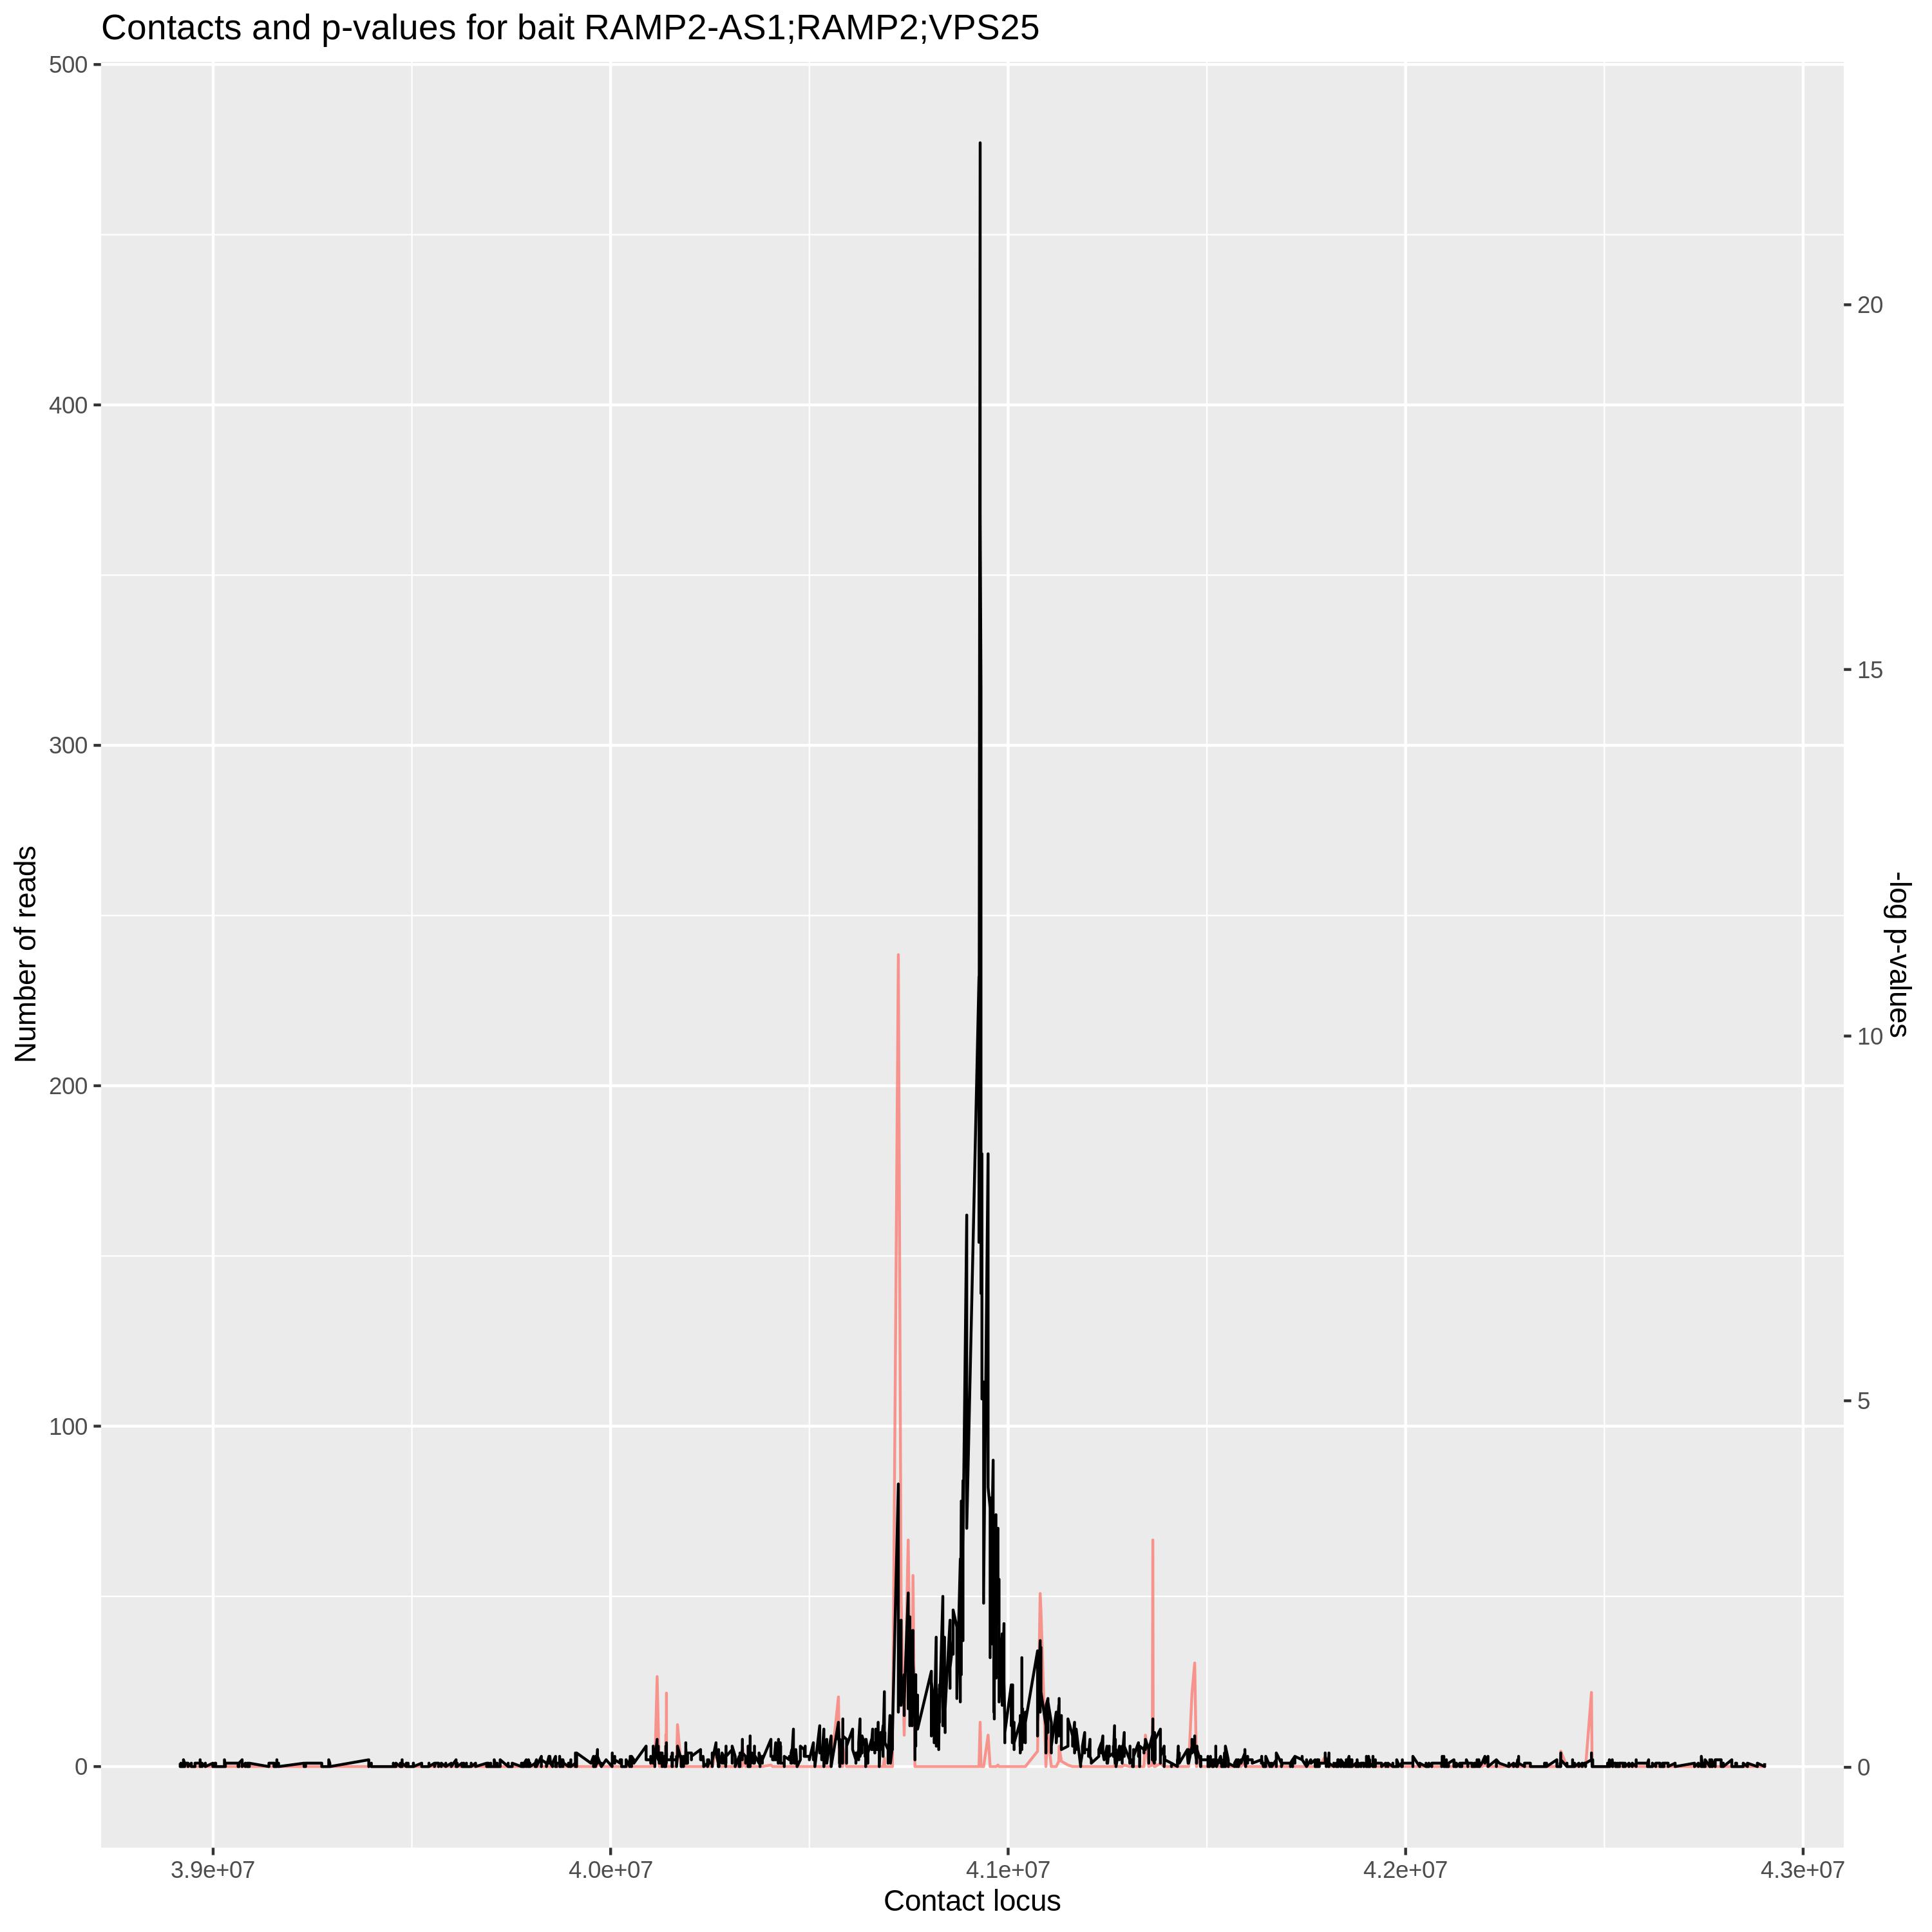 Contacts and p-values for bait RAMP2-AS1;RAMP2;VPS25
500
400
300
200
100
0
Number of reads
20
15
10
5
0
-log p-values
3.9e+07
4.0e+07
4.1e+07
4.2e+07
4.3e+07
Contact locus